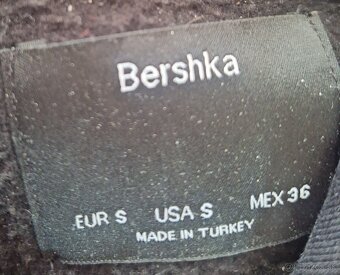 Bershka
EUR S USA S MEX 36
MADE IN TURKEY